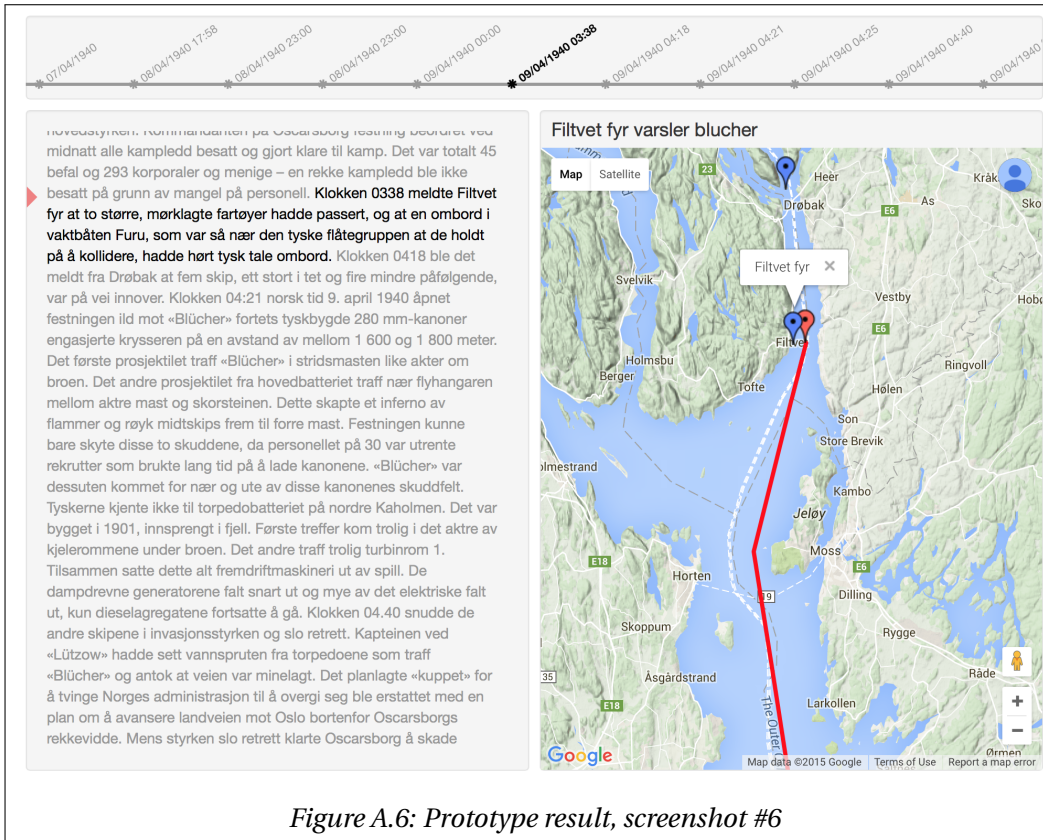 07/04/1940
08/04/1940 17:58
08/04/1940 23:00
08/04/1940 23:00
09/04/1940 00:00
09/04/1940 03:38
09/04/1940 04:18
09/04/1940 04:21
09/04/1940 04:25
09/04/1940 04:40
09/04/1940
hovedstyrken. Kommandanten på Oscarsborg festning beordret ved
midnatt alle kampledd besatt og gjort klare til kamp. Det var totalt 45
befal og 293 korporaler og menige – en rekke kampledd ble ikke
besatt på grunn av mangel på personell. Klokken 0338 meldte Filtvet
fyr at to større, mørklagte fartøyer hadde passert, og at en ombord i
vaktbåten Furu, som var så nær den tyske flåtegruppen at de holdt
på å kollidere, hadde hørt tysk tale ombord. Klokken 0418 ble det
meldt fra Drøbak at fem skip, ett stort i tet og fire mindre påfølgende,
var på vei innover. Klokken 04:21 norsk tid 9. april 1940 åpnet
festningen ild mot «Blücher» fortets tyskbygde 280 mm-kanoner
engasjerte krysseren på en avstand av mellom 1 600 og 1 800 meter.
Det første prosjektilet traff «Blücher» i stridsmasten like akter om
broen. Det andre prosjektilet fra hovedbatteriet traff nær flyhangaren
mellom aktre mast og skorsteinen. Dette skapte et inferno av
flammer og røyk midtskips frem til forre mast. Festningen kunne
bare skyte disse to skuddene, da personellet på 30 var utrente
rekrutter som brukte lang tid på å lade kanonene. «Blücher» var
dessuten kommet for nær og ute av disse kanonenes skuddfelt.
Tyskerne kjente ikke til torpedobatteriet på nordre Kaholmen. Det var
bygget i 1901, innsprengt i fjell. Første treffer kom trolig i det aktre av
kjelerommene under broen. Det andre traff trolig turbinrom 1.
Tilsammen satte dette alt fremdriftmaskineri ut av spill. De
dampdrevne generatorene falt snart ut og mye av det elektriske falt
ut, kun dieselagregatene fortsatte å gå. Klokken 04.40 snudde de
andre skipene i invasjonsstyrken og slo retrett. Kapteinen ved
«Lützow» hadde sett vannspruten fra torpedoene som traff
«Blücher» og antok at veien var minelagt. Det planlagte «kuppet» for
å tvinge Norges administrasjon til å overgi seg ble erstattet med en
plan om å avansere landveien mot Oslo bortenfor Oscarsborgs
rekkevidde. Mens styrken slo retrett klarte Oscarsborg å skade
Filtvet fyr varsler blucher
Map
Satellite
23
Heer
Kråk
Drøbak
E6
As
Sko
Filtvet fyr ×
Svelvik
Vestby
Hobø
E6
Filtvet
Holmsbu
Ringvoll
Berger
Tofte
Hølen
Son
Store Brevik
olmestrand
Kambo
Jeløy
E18
Moss
E6
Horten
19
Dilling
Skoppum
Rygge
35
Åsgårdstrand
Råde
E18
Larkollen
+
−
The Outer
Ørmen
Google
Map data ©2015 Google
Terms of Use
Report a map error
Figure A.6: Prototype result, screenshot #6